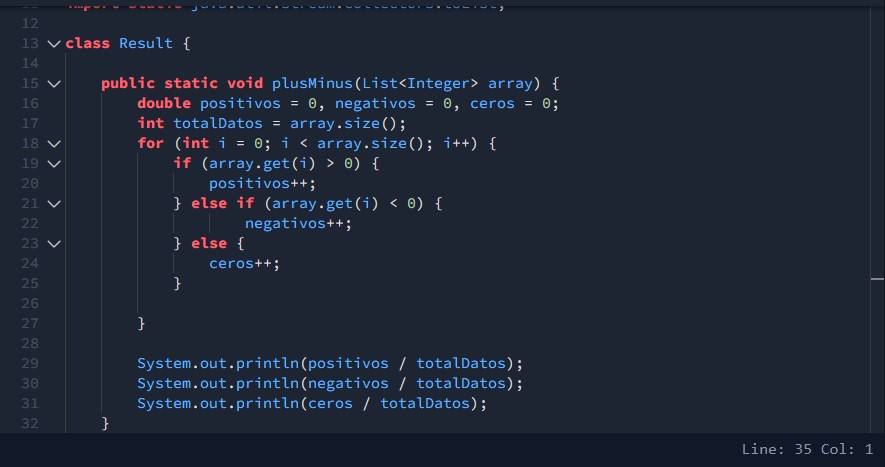 12
13 class Result {
14
15 public static void plusMinus(List<Integer> array) {
16 double positivos = 0, negativos = 0, ceros = 0;
17 int totalDatos = array.size();
18 for (int i = 0; i < array.size(); i++) {
19 if (array.get(i) > 0) {
20 positivos++;
21 } else if (array.get(i) < 0) {
22 negativos++;
23 } else {
24 ceros++;
25 }
26
27 }
28
29 System.out.println(positivos / totalDatos);
30 System.out.println(negativos / totalDatos);
31 System.out.println(ceros / totalDatos);
32 }
Line: 35 Col: 1